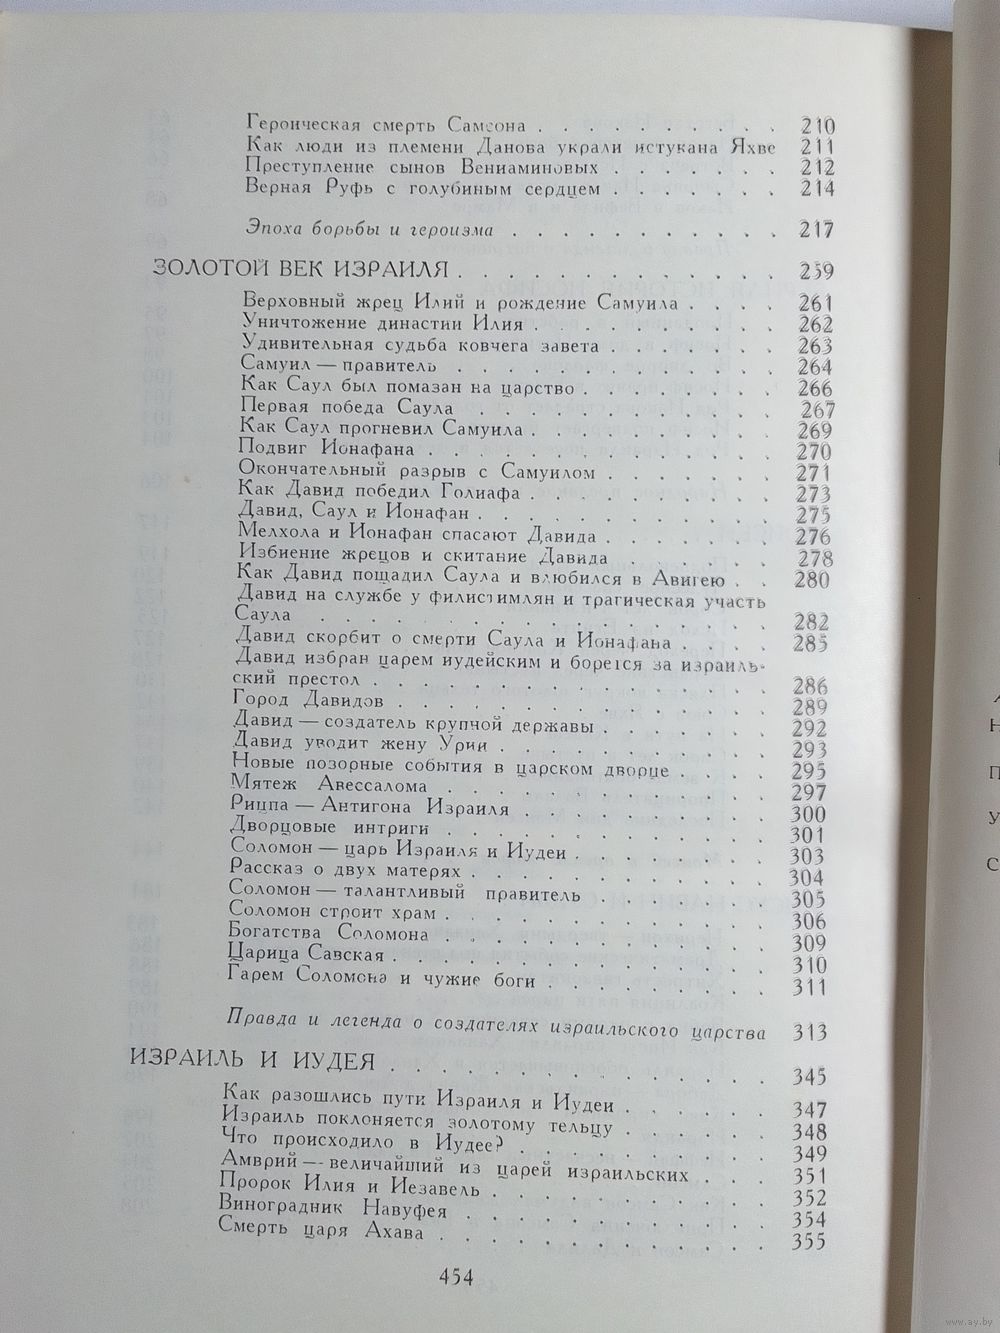 Героическая смерть Самсона . . . . . . . . . . 210
Как люди из племени Данова украли истукана Яхве 211
Преступление сынов Вениаминовых . . . . . . . 212
Верная Руфь с голубиным сердцем . . . . . . . 214
Эпоха борьбы и героизма . . . . . . . . . . . 217
ЗОЛОТОЙ ВЕК ИЗРАИЛЯ . . . . . . . . . . . . . 259
Верховный жрец Илий и рождение Самуила . . . . 261
Уничтожение династии Илия . . . . . . . . . . 262
Удивительная судьба ковчега завета . . . . . . . 263
Самуил — правитель . . . . . . . . . . . . . 264
Как Саул был помазан на царство . . . . . . . . 266
Первая победа Саула . . . . . . . . . . . . 267
Как Саул прогневил Самуила . . . . . . . . . . 269
Подвиг Ионафана . . . . . . . . . . . . . . 270
Окончательный разрыв с Самуилом . . . . . . . 271
Как Давид победил Голиафа . . . . . . . . . . 273
Давид, Саул и Ионафан . . . . . . . . . . . . 275
Мелхола и Ионафан спасают Давида . . . . . . . 276
Избиение жрецов и скитание Давида . . . . . . 278
Как Давид пощадил Саула и влюбился в Авигею . . 280
Давид на службе у филистимлян и трагическая участь
Саула . . . . . . . . . . . . . . . . . 282
Давид скорбит о смерти Саула и Ионафана . . . . 285
Давид избран царем иудейским и борется за израиль-
ский престол . . . . . . . . . . . . . . . 286
Город Давидов . . . . . . . . . . . . . . . 289
Давид — создатель крупной державы . . . . . . . 292
Давид уводит жену Урии . . . . . . . . . . . 293
Новые позорные события в царском дворце . . . . 295
Мятеж Авессалома . . . . . . . . . . . . . 297
Рицпа — Антигона Израиля . . . . . . . . . . 300
Дворцовые интриги . . . . . . . . . . . . . 301
Соломон — царь Израиля и Иудеи . . . . . . . . 303
Рассказ о двух матерях . . . . . . . . . . . . 304
Соломон — талантливый правитель . . . . . . . 305
Соломон строит храм . . . . . . . . . . . . . 306
Богатства Соломона . . . . . . . . . . . . . 309
Царица Савская . . . . . . . . . . . . . . . 310
Гарем Соломона и чужие боги . . . . . . . . . 311
Правда и легенда о создателях израильского царства 313
ИЗРАИЛЬ И ИУДЕЯ . . . . . . . . . . . . . . . 345
Как разошлись пути Израиля и Иудеи . . . . . . 347
Израиль поклоняется золотому тельцу . . . . . . 348
Что происходило в Иудее? . . . . . . . . . . . 349
Амврий — величайший из царей израильских . . . . 351
Пророк Илия и Иезавель . . . . . . . . . . . 352
Виноградник Навуфея . . . . . . . . . . . . 354
Смерть царя Ахава . . . . . . . . . . . . . 355
454
www.ay.by